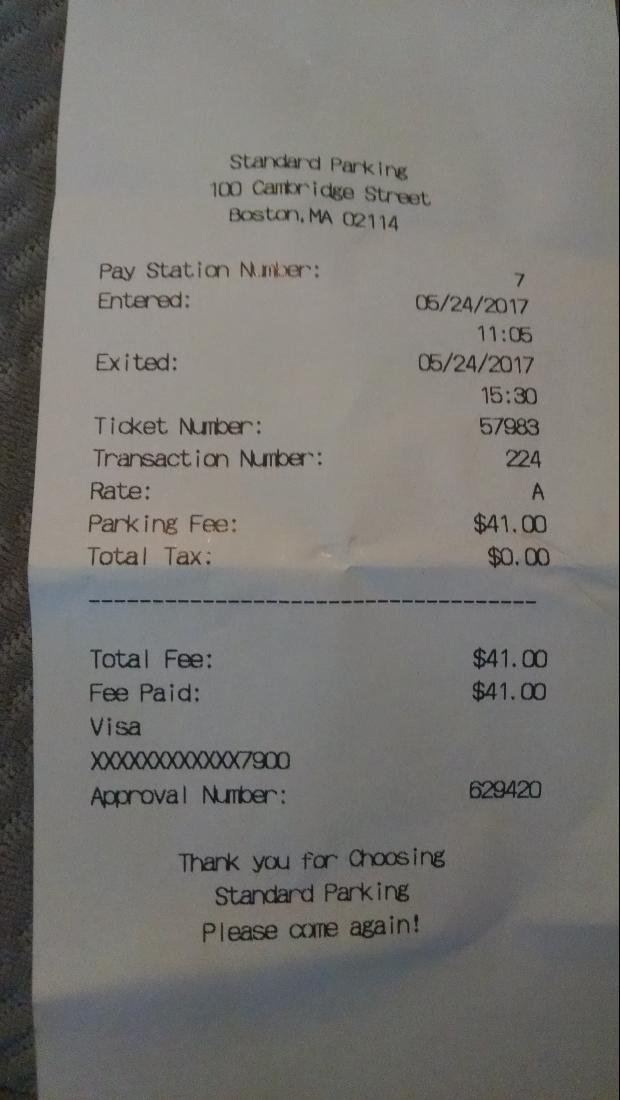 Standard Parking
100 Cambridge Street
Boston, MA 02114
Pay Station Number: 7
Entered: 05/24/2017
11:05
Exited: 05/24/2017
15:30
Ticket Number: 57983
Transaction Number: 224
Rate: A
Parking Fee: $41.00
Total Tax: $0.00
------------------------------------
Total Fee: $41.00
Fee Paid: $41.00
Visa
XXXXXXXXXXXX7900
Approval Number: 629420
Thank you for Choosing
Standard Parking
Please come again!